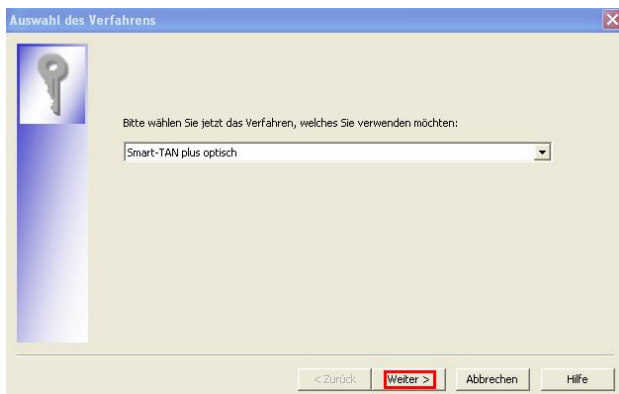 Auswahl des Verfahrens
Bitte wählen Sie jetzt das Verfahren, welches Sie verwenden möchten:
Smart-TAN plus optisch
< Zurück Weiter > Abbrechen Hilfe